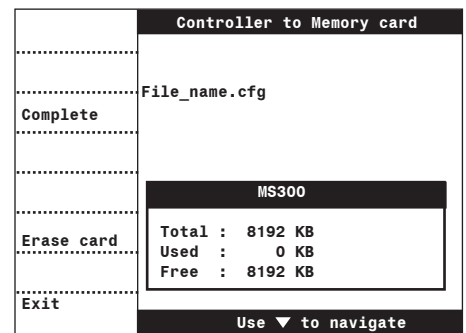 Controller to Memory card
File_name.cfg
Complete
MS300
Total : 8192 KB
Erase card
Used : 0 KB
Free : 8192 KB
Exit
Use ▼ to navigate